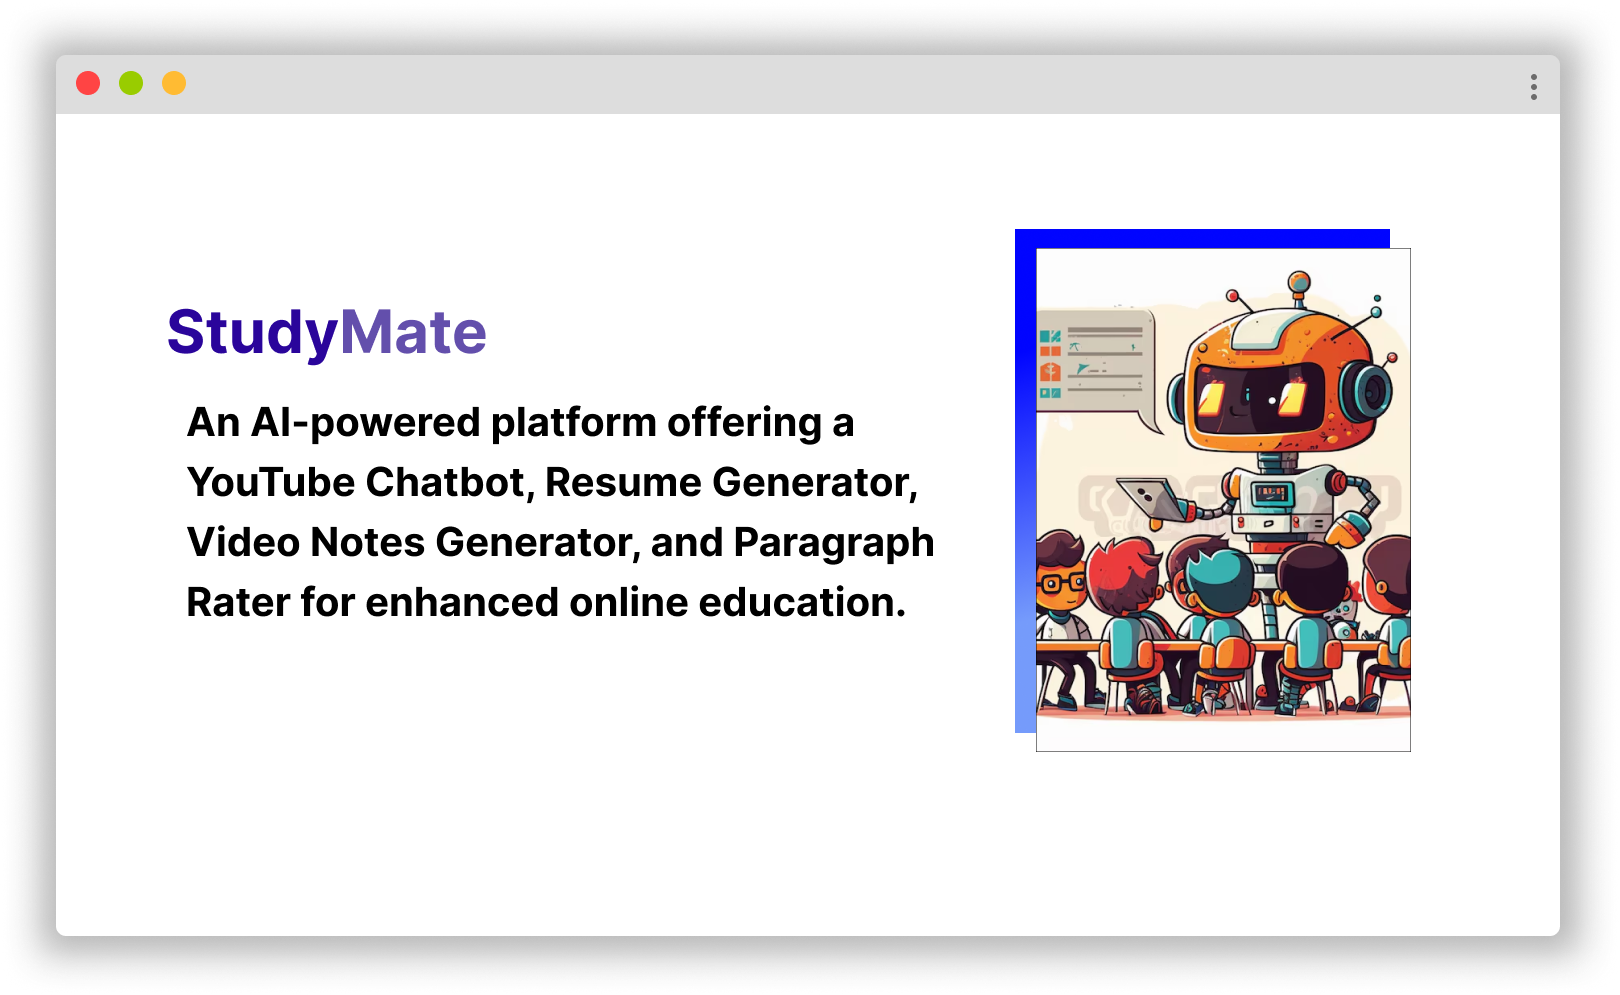 StudyMate
An AI-powered platform offering a
YouTube Chatbot, Resume Generator,
Video Notes Generator, and Paragraph
Rater for enhanced online education.